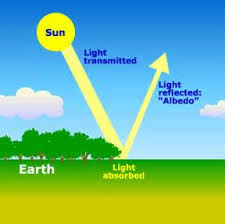 Sun
Light
transmitted
Light
reflected:
“Albedo”
Earth
Light
absorbed